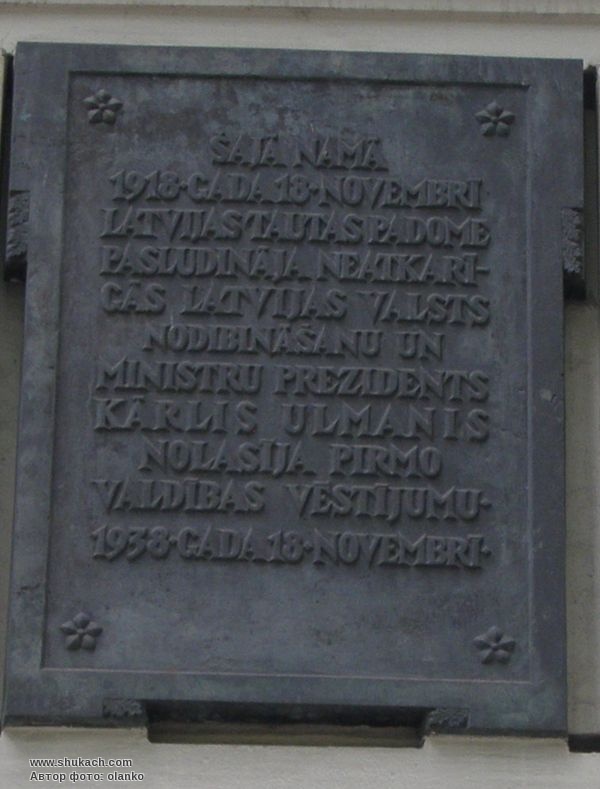 ŠAJĀ NAMĀ
1918·GADA 18·NOVEMBRĪ
LATVIJAS TAUTAS PADOME
PASLUDINĀJA NEATKARĪ-
GĀS LATVIJAS VALSTS
NODIBINĀŠANU UN
MINISTRU PREZIDENTS
KĀRLIS ULMANIS
NOLASĪJA PIRMO
VALDĪBAS VĒSTĪJUMU·
1938·GADA 18·NOVEMBRĪ·
www.shukach.com
Автор фото: olanko